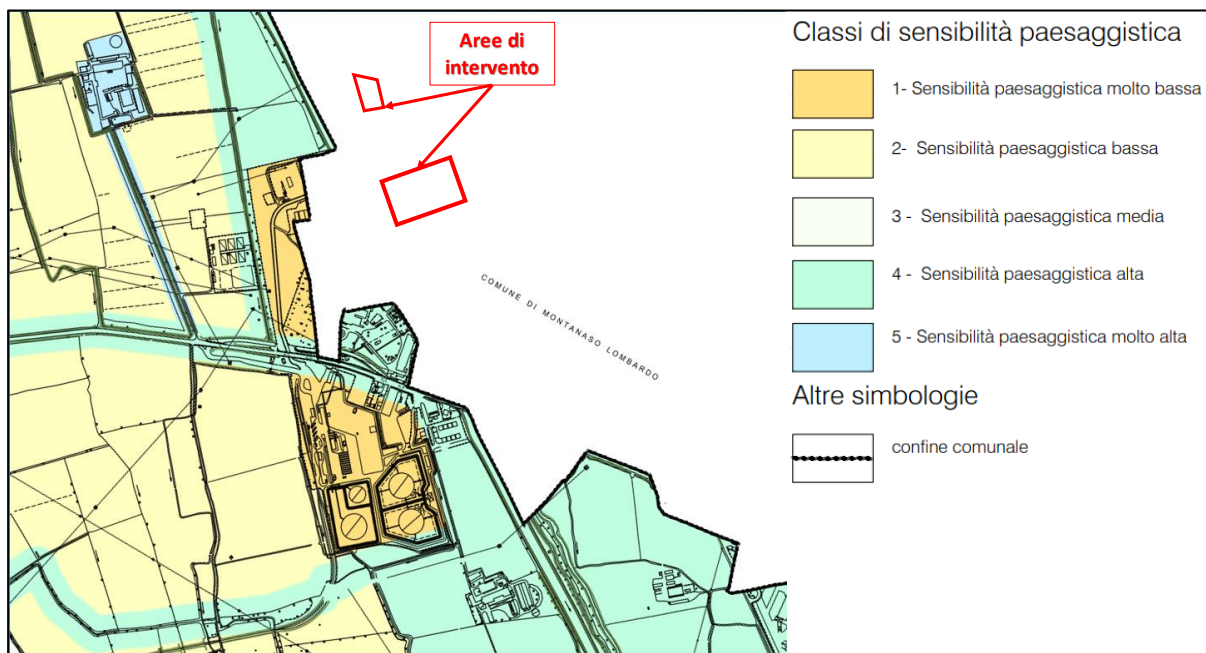 Aree di
intervento
COMUNE DI MONTANASO LOMBARDO
Classi di sensibilità paesaggistica
1- Sensibilità paesaggistica molto bassa
2- Sensibilità paesaggistica bassa
3 - Sensibilità paesaggistica media
4 - Sensibilità paesaggistica alta
5 - Sensibilità paesaggistica molto alta
Altre simbologie
confine comunale